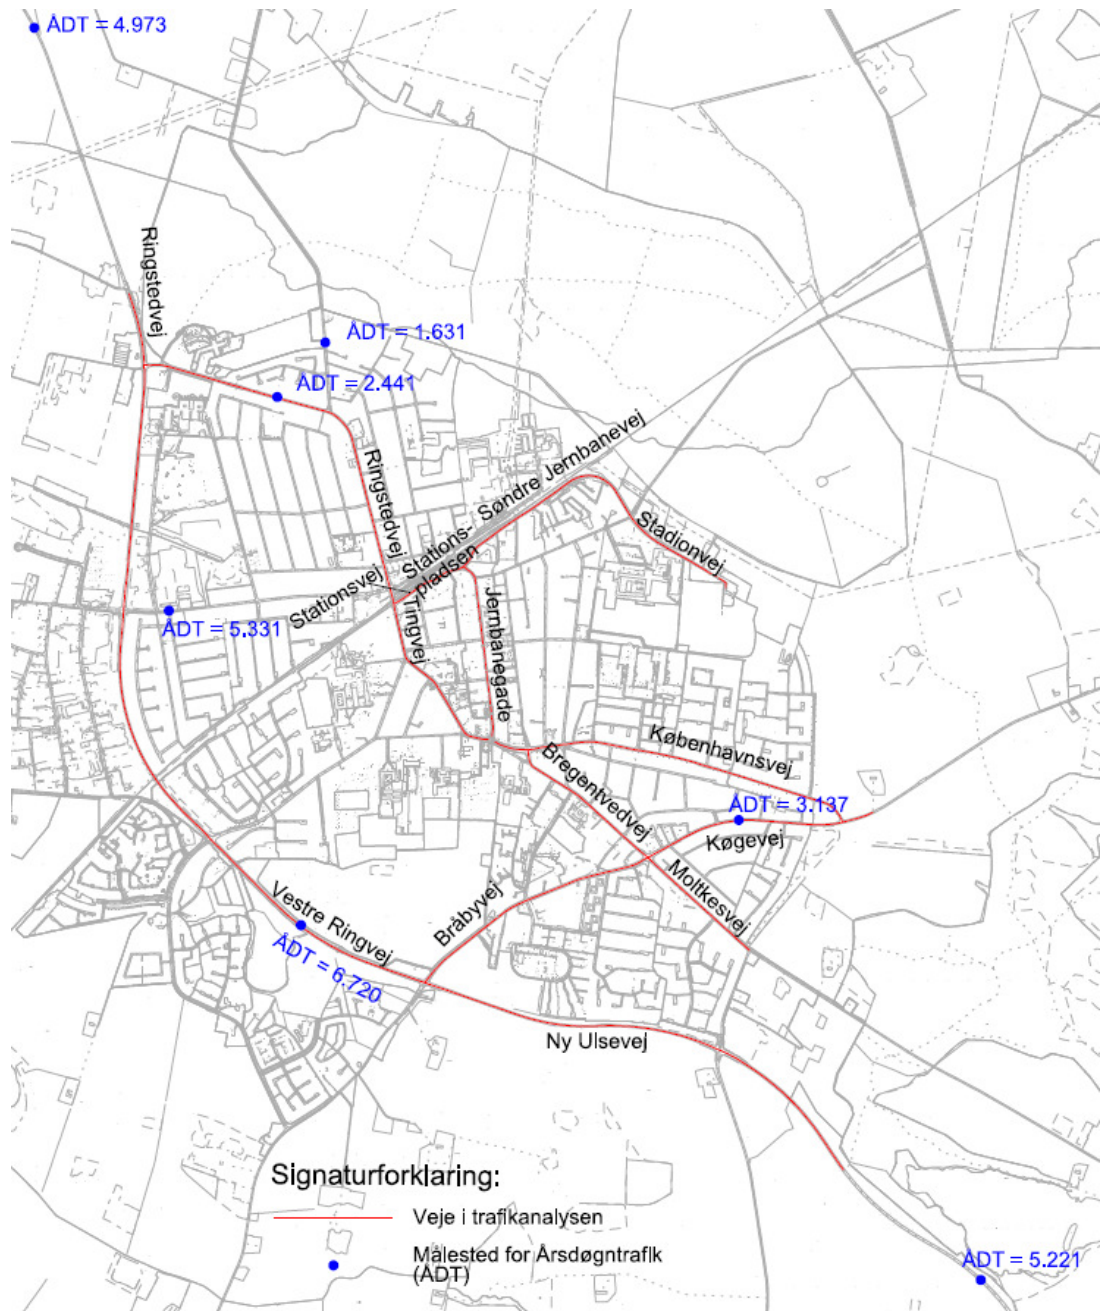 ÅDT = 4.973
Ringstedvej
ÅDT = 1.631
ÅDT = 2.441
Ringstedvej
Søndre Jernbanevej
Stations-
pladsen
Stationsvej
Stadionvej
Tingvej
Jernbanegade
ÅDT = 5.331
Københavnsvej
Bregentvedvej
ÅDT = 3.137
Køgevej
Moltkesvej
Bråbyvej
Vestre Ringvej
ÅDT = 6.720
Ny Ulsevej
Signaturforklaring:
Veje i trafikanalysen
Målested for Årsdøgntrafik
(ÅDT)
ÅDT = 5.221